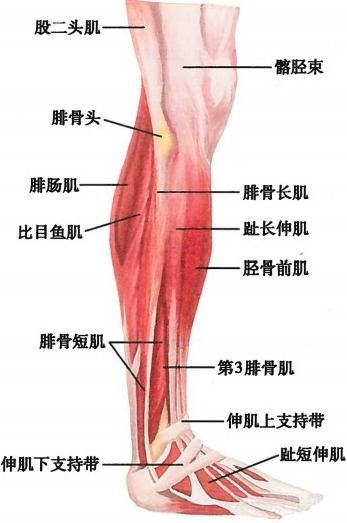 股二头肌
髂胫束
腓骨头
腓肠肌
腓骨长肌
比目鱼肌
趾长伸肌
胫骨前肌
腓骨短肌
第3腓骨肌
伸肌上支持带
趾短伸肌
伸肌下支持带